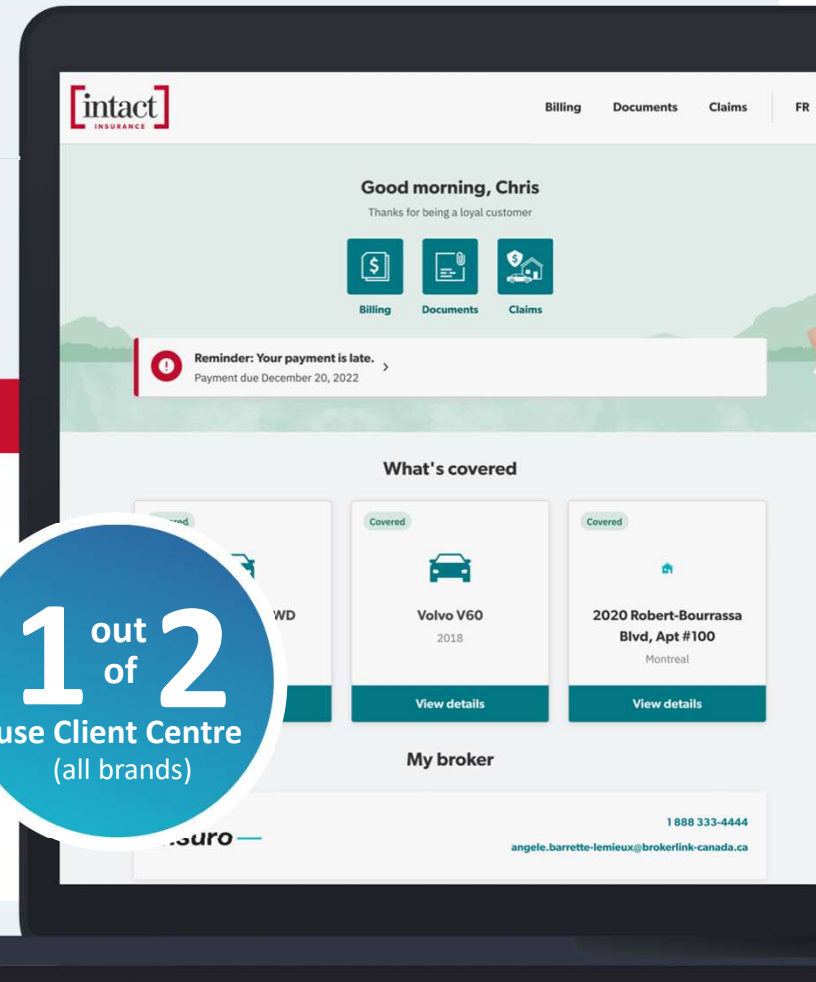 intact
INSURANCE
Billing Documents Claims FR
Good morning, Chris
Thanks for being a loyal customer
Billing Documents Claims
Reminder: Your payment is late.
Payment due December 20, 2022
What's covered
Covered Covered
WD Volvo V60 2020 Robert-Bourrassa
2018 Blvd, Apt #100
Montreal
View details View details
1 out of 2
use Client Centre
(all brands)
My broker
1 888 333-4444
angele.barrette-lemieux@brokerlink-canada.ca